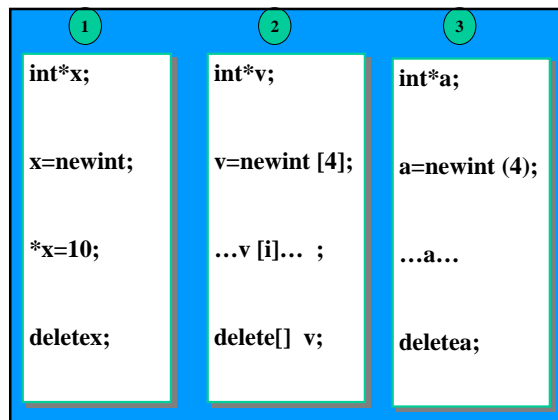 1
int*x;
x=newint;
*x=10;
deletex;
2
int*v;
v=newint [4];
…v [i]… ;
delete[] v;
3
int*a;
a=newint (4);
…a…
deletea;